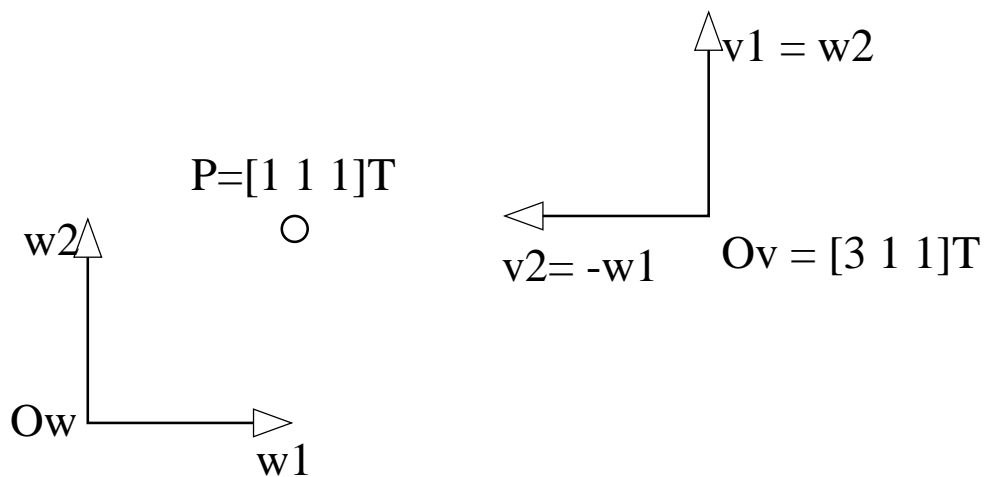 v1 = w2
P=[1 1 1]T
w2
v2= -w1
Ov = [3 1 1]T
Ow
w1